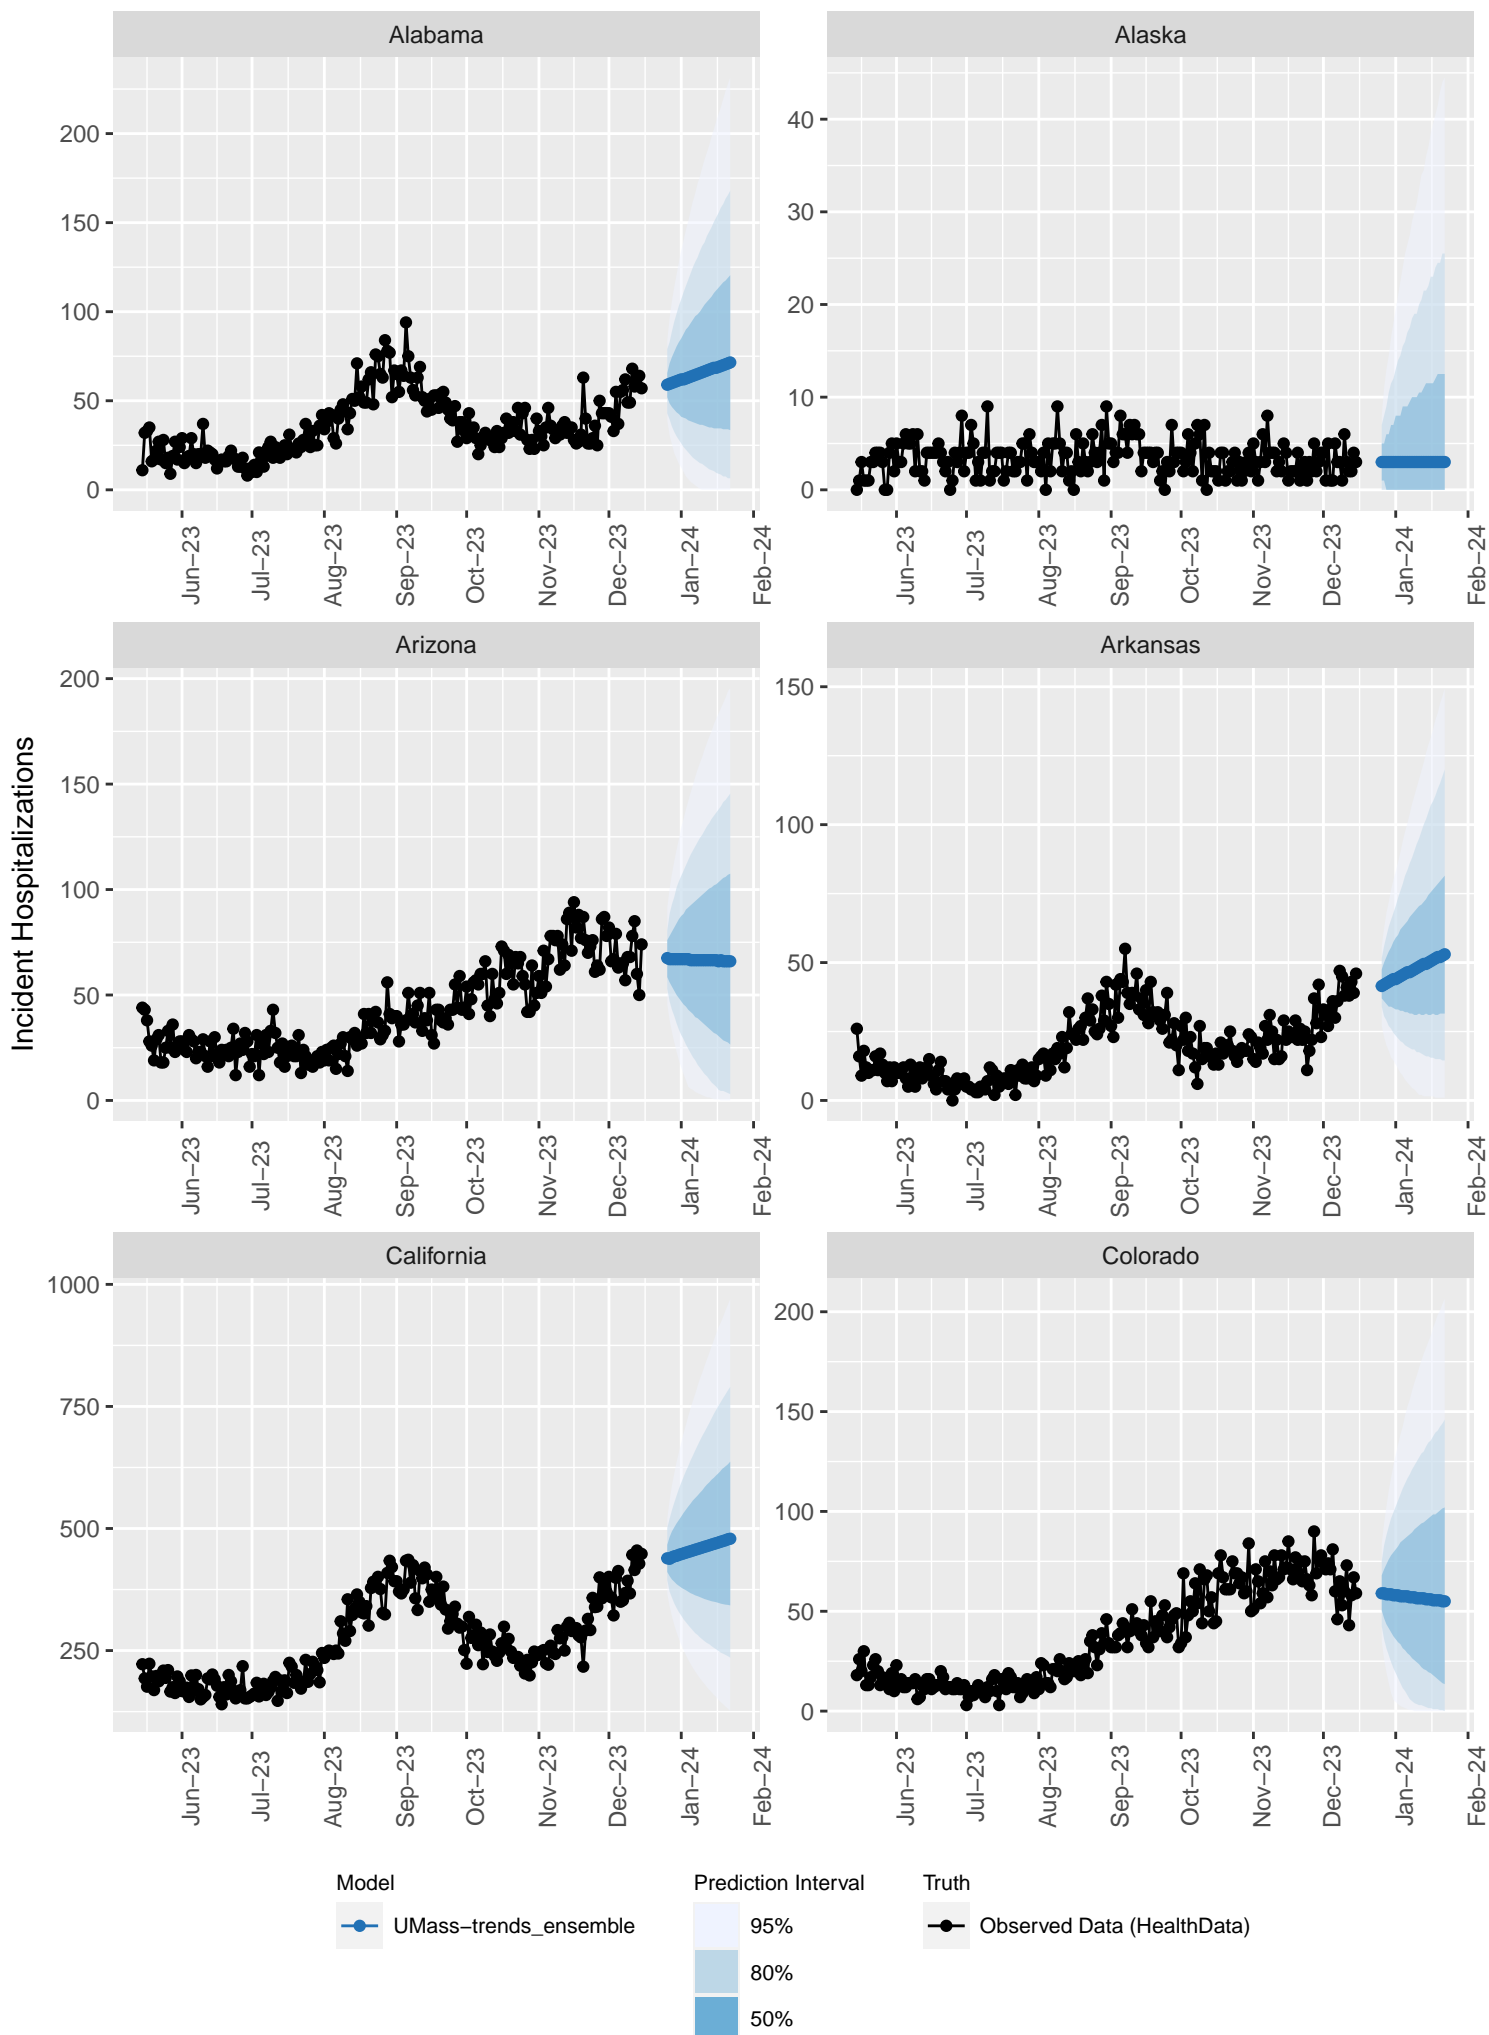 Alabama
Alaska
200
150
100
50
0
40
30
20
10
0
Jun−23
Jul−23
Aug−23
Sep−23
Oct−23
Nov−23
Dec−23
Jan−24
Feb−24
Jun−23
Jul−23
Aug−23
Sep−23
Oct−23
Nov−23
Dec−23
Jan−24
Feb−24
Incident Hospitalizations
Arizona
Arkansas
200
150
100
50
0
150
100
50
0
Jun−23
Jul−23
Aug−23
Sep−23
Oct−23
Nov−23
Dec−23
Jan−24
Feb−24
Jun−23
Jul−23
Aug−23
Sep−23
Oct−23
Nov−23
Dec−23
Jan−24
Feb−24
California
Colorado
1000
750
500
250
200
150
100
50
0
Jun−23
Jul−23
Aug−23
Sep−23
Oct−23
Nov−23
Dec−23
Jan−24
Feb−24
Jun−23
Jul−23
Aug−23
Sep−23
Oct−23
Nov−23
Dec−23
Jan−24
Feb−24
Model
UMass−trends_ensemble
Prediction Interval
95%
80%
50%
Truth
Observed Data (HealthData)